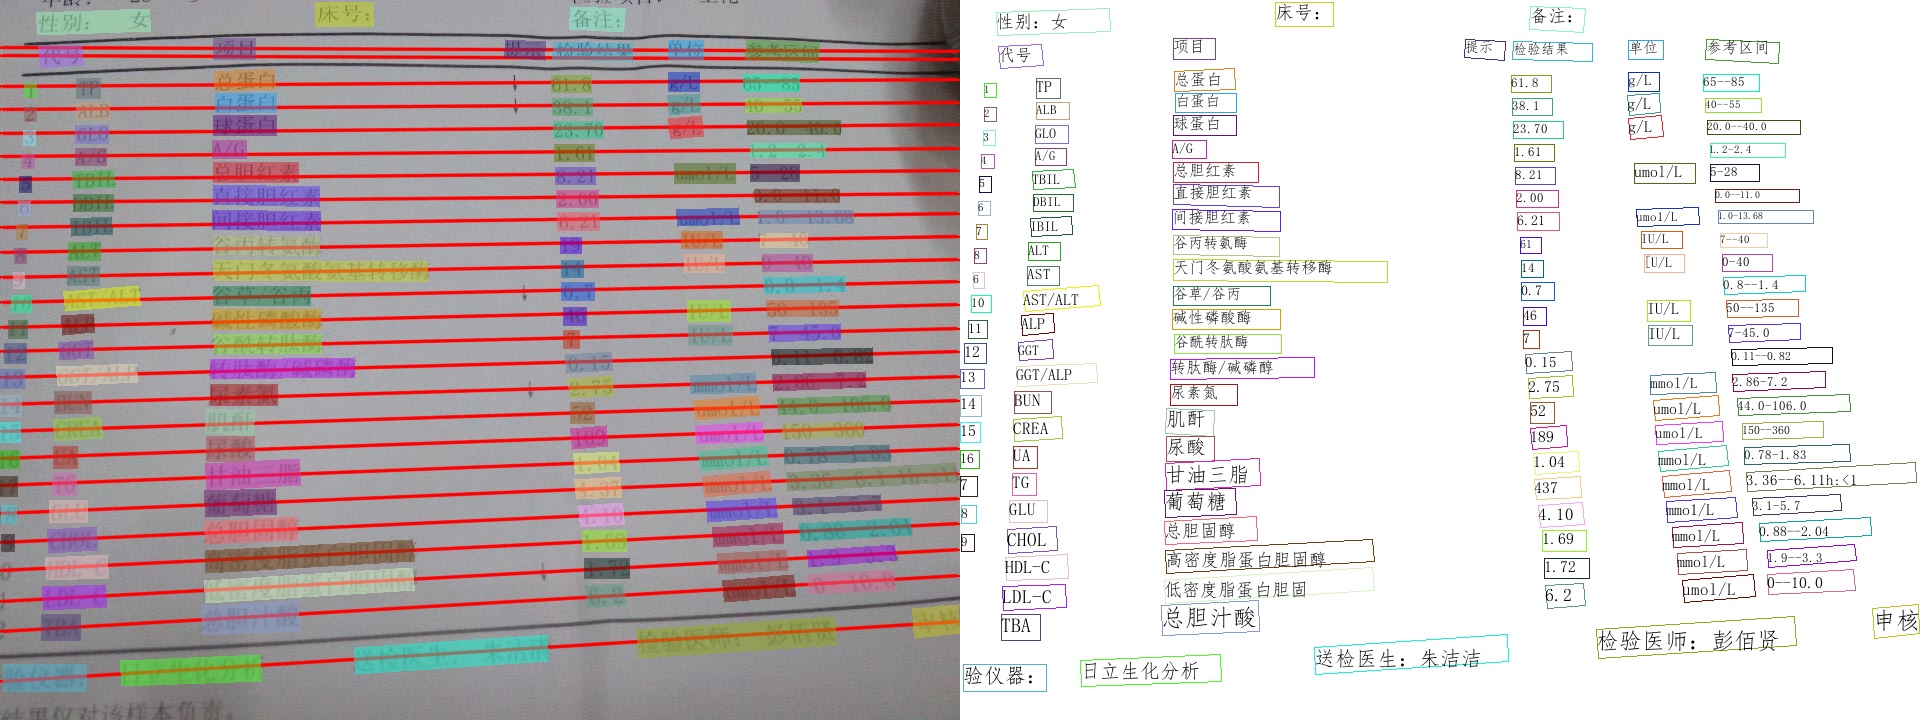 性别: 女 床号: 备注:
代号 项目 提示 检验结果 单位 参考区间
1 TP 总蛋白 61.8 g/L 65--85
2 ALB 白蛋白 38.1 g/L 40--55
3 GLO 球蛋白 23.70 g/L 20.0--40.0
4 A/G A/G 1.61 1.2-2.4
5 TBIL 总胆红素 8.21 umol/L 5-28
6 DBIL 直接胆红素 2.00 0.0--11.0
7 IBIL 间接胆红素 6.21 umol/L 1.0-13.68
8 ALT 谷丙转氨酶 61 IU/L 7--40
6 AST 天门冬氨酸氨基转移酶 14 [U/L 0-40
10 AST/ALT 谷草/谷丙 0.7 0.8--1.4
11 ALP 碱性磷酸酶 46 IU/L 50--135
12 GGT 谷酰转肽酶 7 IU/L 7-45.0
13 GGT/ALP 转肽酶/碱磷醇 0.15 0.11--0.82
14 BUN 尿素氮 2.75 mmol/L 2.86-7.2
15 CREA 肌酐 52 umol/L 44.0-106.0
16 UA 尿酸 189 umol/L 150--360
7 TG 甘油三脂 1.04 mmol/L 0.78-1.83
8 GLU 葡萄糖 437 mmol/L 3.36--6.11h:<1
9 CHOL 总胆固醇 4.10 mmol/L 3.1-5.7
HDL-C 高密度脂蛋白胆固醇 1.69 mmol/L 0.88--2.04
LDL-C 低密度脂蛋白胆固 1.72 mmol/L 1.9--3.3
TBA 总胆汁酸 6.2 umol/L 0--10.0
验仪器: 日立生化分析 送检医生: 朱洁洁 检验医师: 彭佰贤 审核
结果仅对该样本负责。